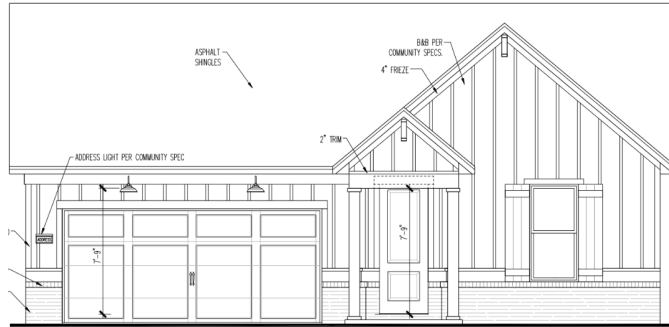 ASPHALT
SHINGLES
B&B PER
COMMUNITY SPECS.
4" FRIEZE
2" TRIM
ADDRESS LIGHT PER COMMUNITY SPEC
ADDRESS
7'-9"
7'-9"